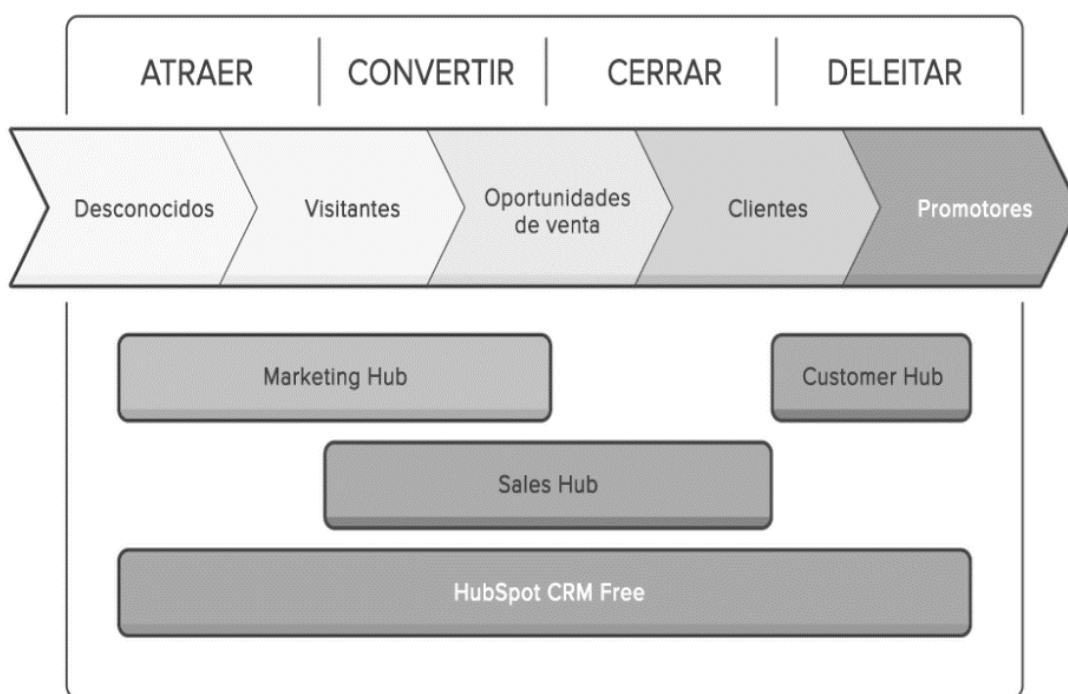 ATRAER
CONVERTIR
CERRAR
DELEITAR
Desconocidos
Visitantes
Oportunidades
de venta
Clientes
Promotores
Marketing Hub
Customer Hub
Sales Hub
HubSpot CRM Free